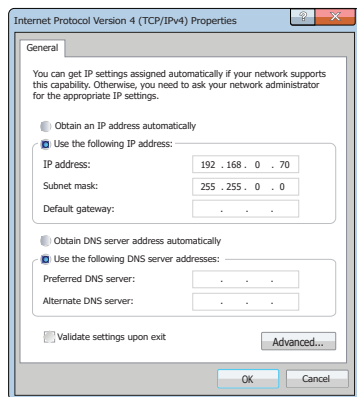 Internet Protocol Version 4 (TCP/IPv4) Properties
General
You can get IP settings assigned automatically if your network supports
this capability. Otherwise, you need to ask your network administrator
for the appropriate IP settings.
Obtain an IP address automatically
Use the following IP address:
IP address: 192 . 168 . 0 . 70
Subnet mask: 255 . 255 . 0 . 0
Default gateway: . . .
Obtain DNS server address automatically
Use the following DNS server addresses:
Preferred DNS server: . . .
Alternate DNS server: . . .
Validate settings upon exit
Advanced...
OK Cancel